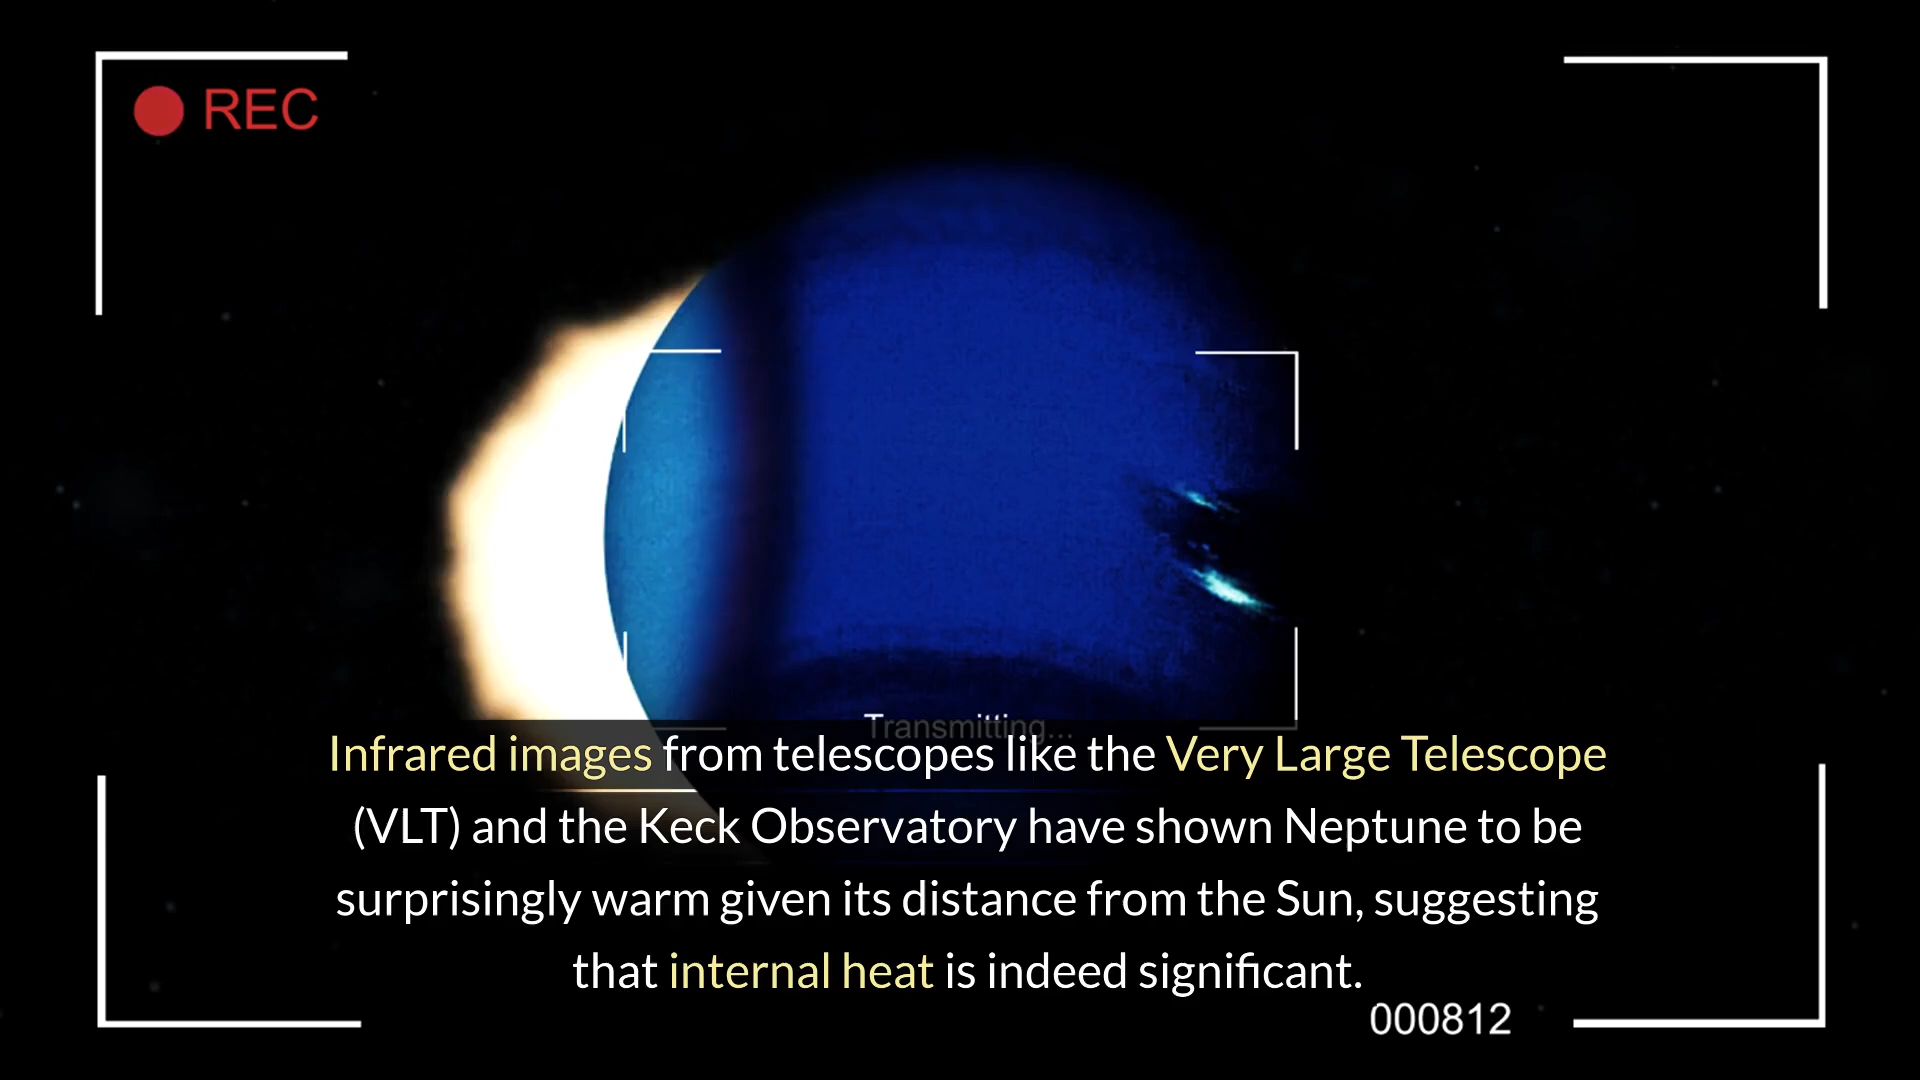 REC
Transmitting...
Infrared images from telescopes like the Very Large Telescope
(VLT) and the Keck Observatory have shown Neptune to be
surprisingly warm given its distance from the Sun, suggesting
that internal heat is indeed significant.
000812